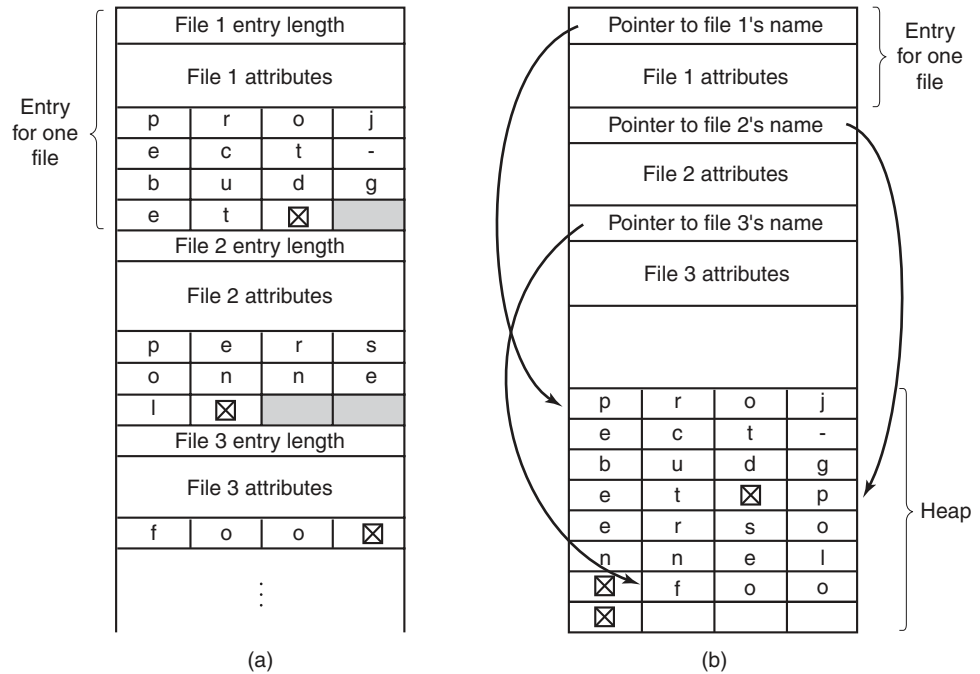 File 1 entry length
File 1 attributes
Entry
for one
file
p r o j
e c t -
b u d g
e t ☒
File 2 entry length
File 2 attributes
p e r s
o n n e
l ☒
File 3 entry length
File 3 attributes
f o o ☒
⋮
(a)
Pointer to file 1's name
File 1 attributes
Entry
for one
file
Pointer to file 2's name
File 2 attributes
Pointer to file 3's name
File 3 attributes
p r o j
e c t -
b u d g
e t ☒ p
e r s o
n n e l
☒ f o o
☒
Heap
(b)